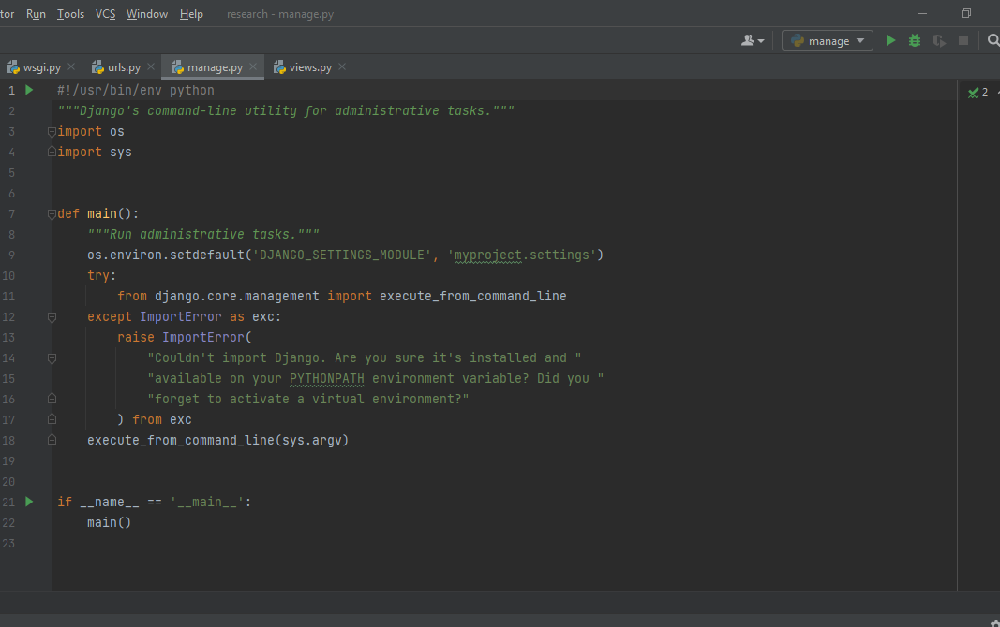 tor Run Tools VCS Window Help research - manage.py
manage
wsgi.py urls.py manage.py views.py
1 #!/usr/bin/env python 2
2 """Django's command-line utility for administrative tasks."""
3 import os
4 import sys
5
6
7 def main():
8     """Run administrative tasks."""
9     os.environ.setdefault('DJANGO_SETTINGS_MODULE', 'myproject.settings')
10     try:
11         from django.core.management import execute_from_command_line
12     except ImportError as exc:
13         raise ImportError(
14             "Couldn't import Django. Are you sure it's installed and "
15             "available on your PYTHONPATH environment variable? Did you "
16             "forget to activate a virtual environment?"
17         ) from exc
18     execute_from_command_line(sys.argv)
19
20
21 if __name__ == '__main__':
22     main()
23